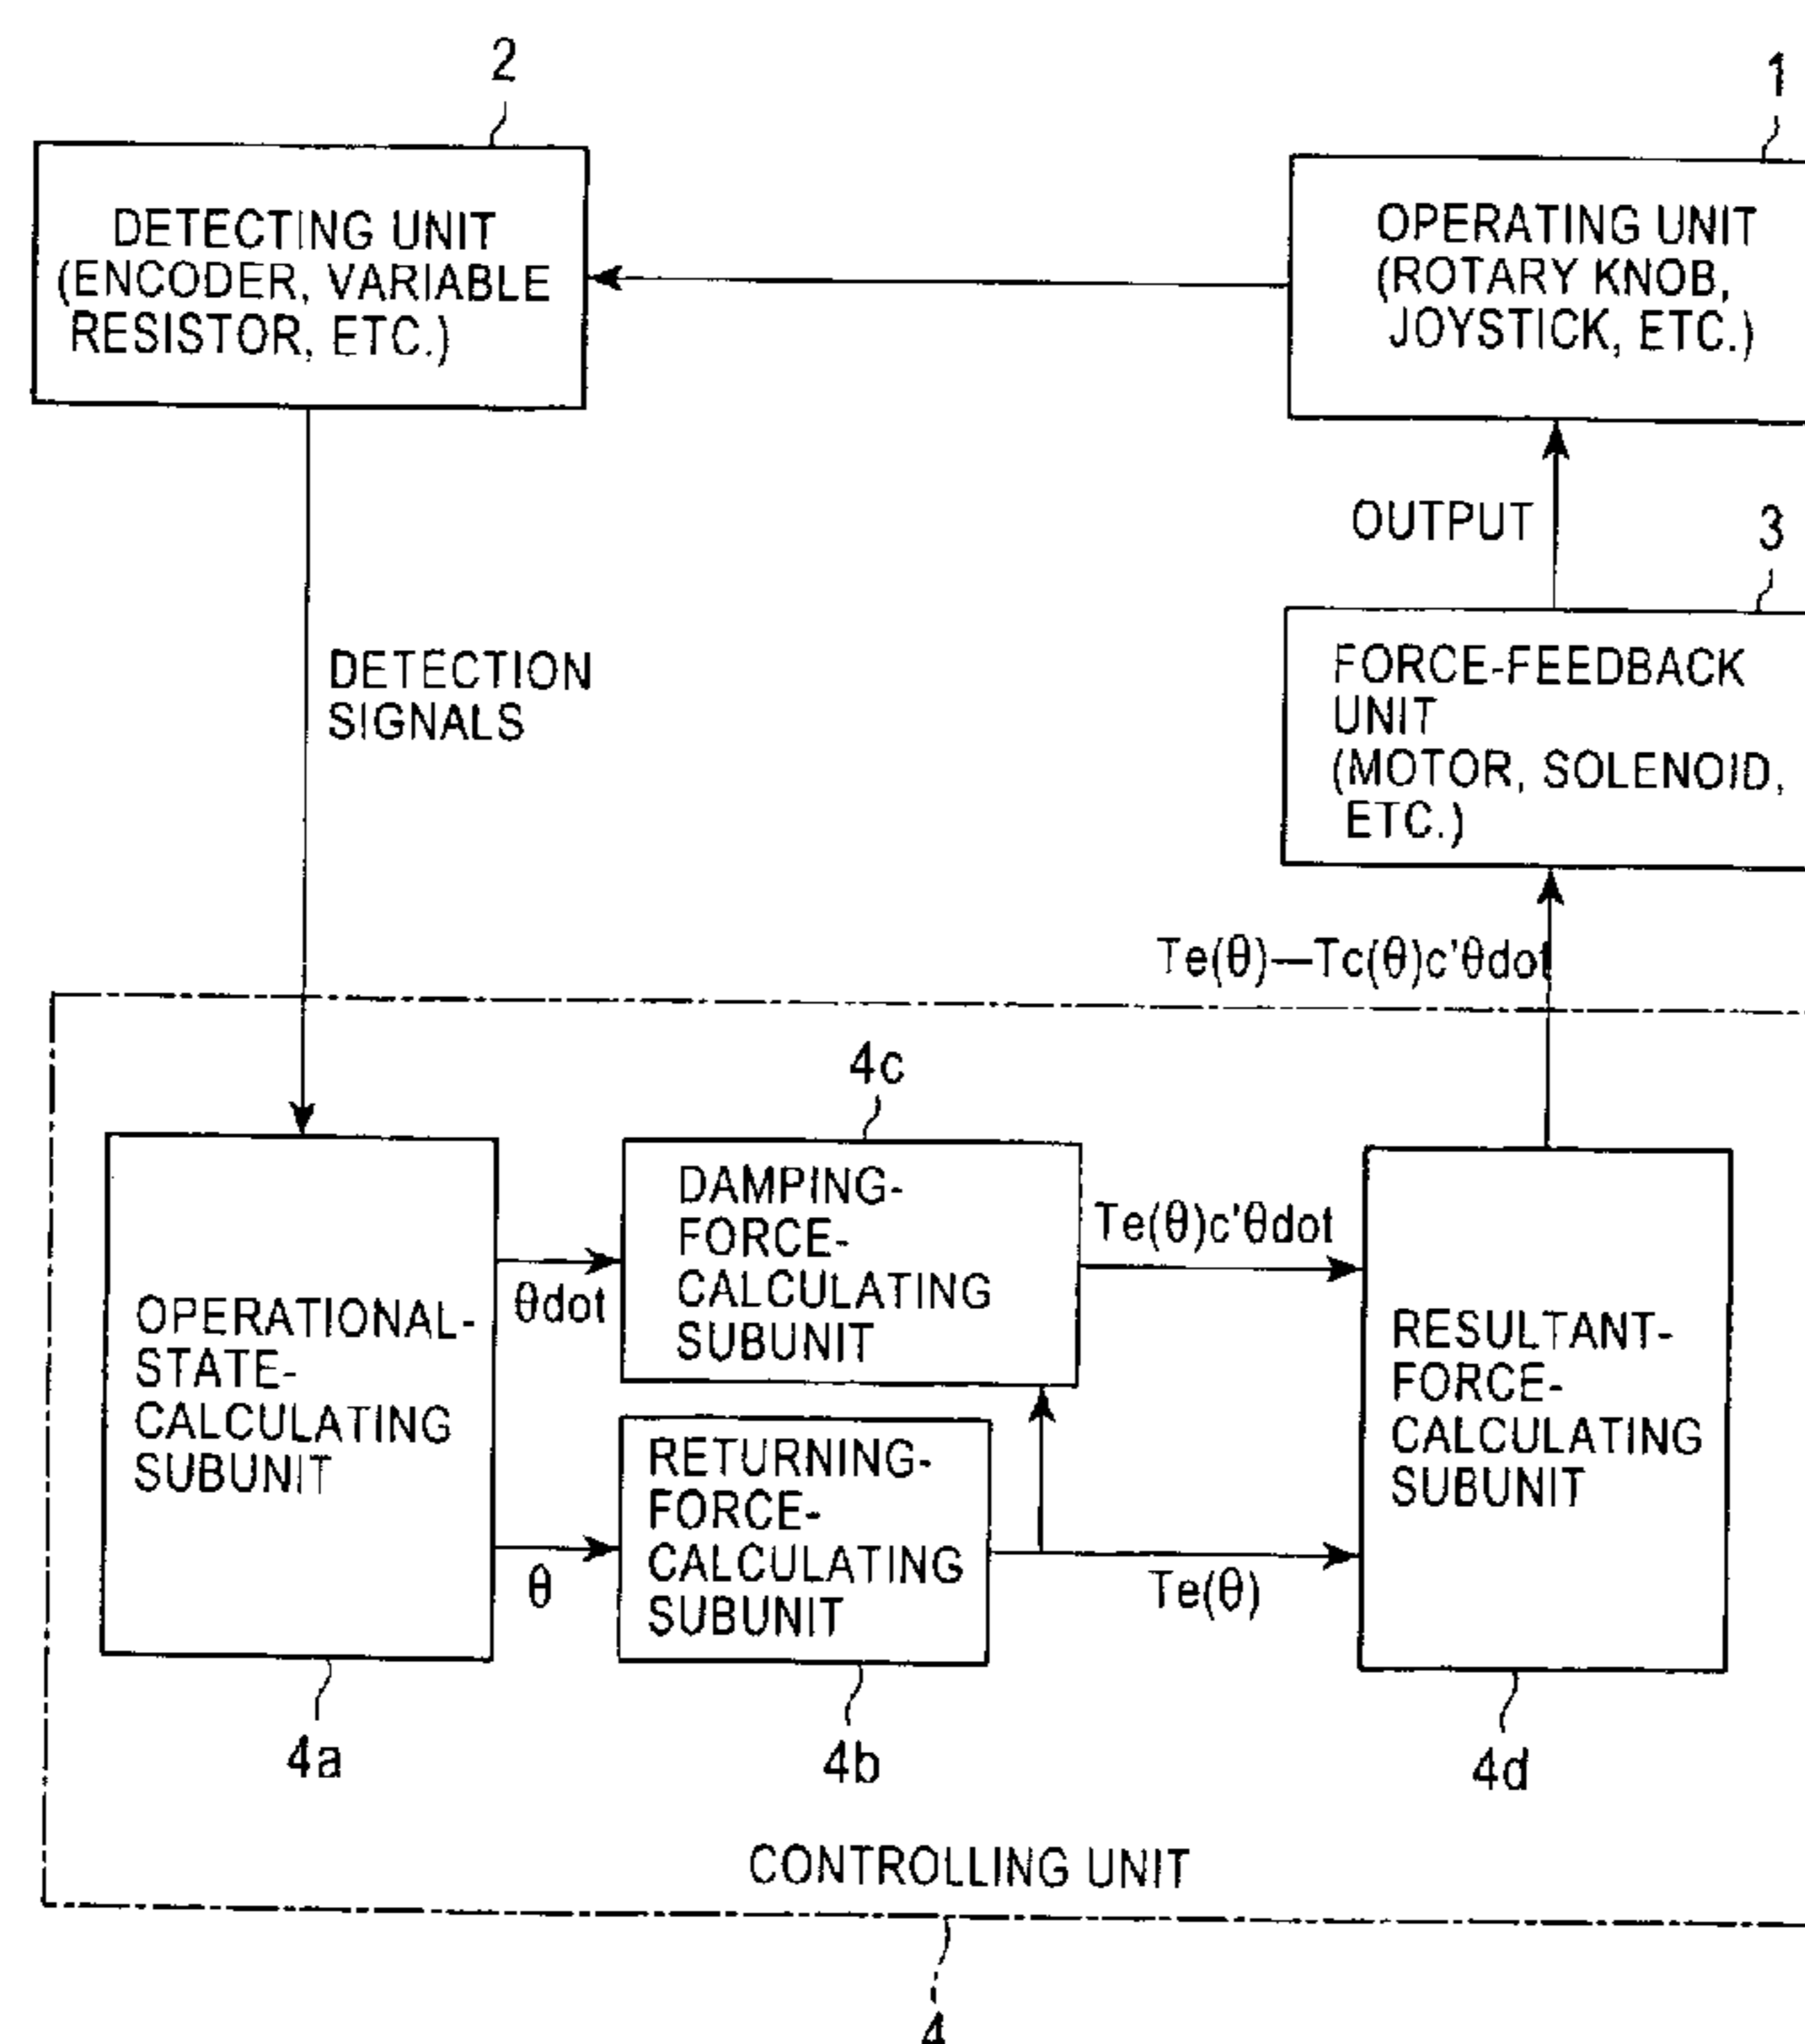 2
1
DETECTING UNIT
(ENCODER, VARIABLE
RESISTOR, ETC.)
OPERATING UNIT
(ROTARY KNOB,
JOYSTICK, ETC.)
OUTPUT
3
DETECTION
SIGNALS
FORCE-FEEDBACK
UNIT
(MOTOR, SOLENOID,
ETC.)
Te(θ)—Tc(θ)c'θdot
4c
DAMPING-
FORCE-
CALCULATING
SUBUNIT
Te(θ)c'θdot
θdot
OPERATIONAL-
STATE-
CALCULATING
SUBUNIT
RESULTANT-
FORCE-
CALCULATING
SUBUNIT
RETURNING-
FORCE-
CALCULATING
SUBUNIT
θ
Te(θ)
4a
4b
4d
CONTROLLING UNIT
4